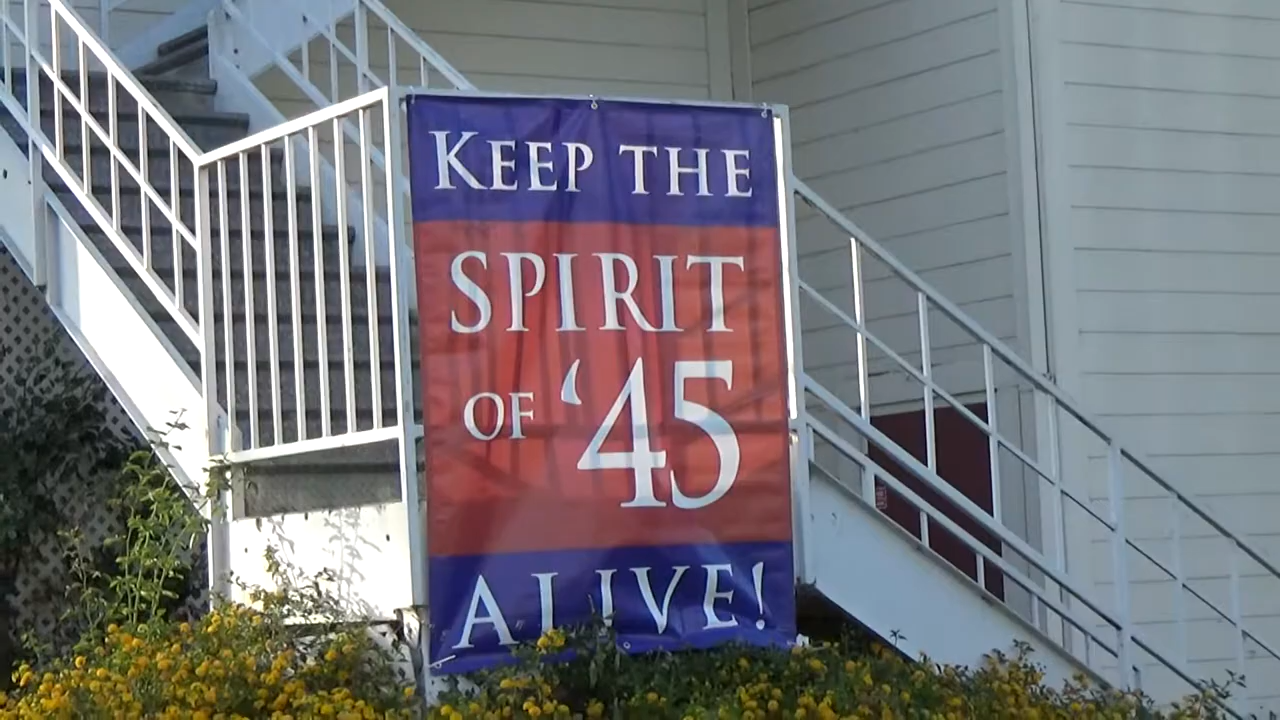 KEEP THE
SPIRIT
OF ‘45
ALIVE!